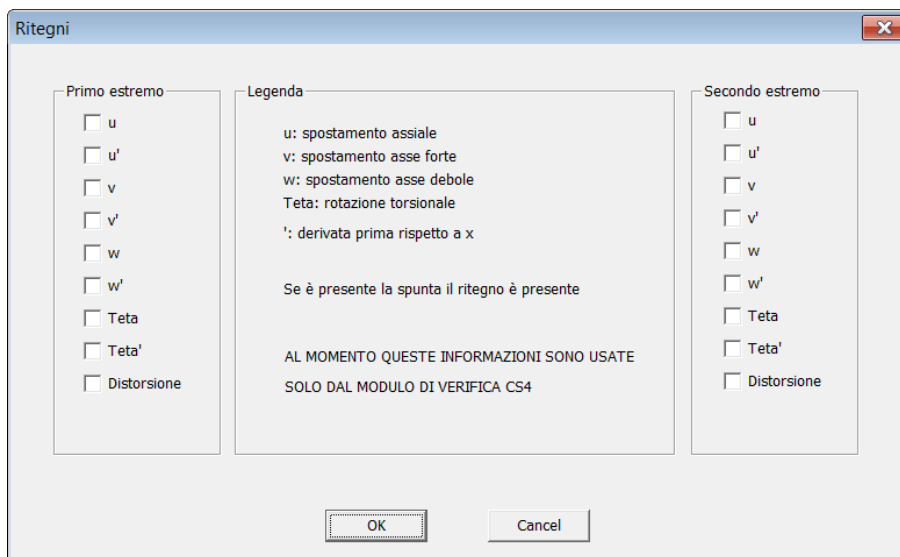 Ritegni
Primo estremo
u
u'
v
v'
w
w'
Teta
Teta'
Distorsione
Legenda
u: spostamento assiale
v: spostamento asse forte
w: spostamento asse debole
Teta: rotazione torsionale
': derivata prima rispetto a x
Se è presente la spunta il ritegno è presente
AL MOMENTO QUESTE INFORMAZIONI SONO USATE
SOLO DAL MODULO DI VERIFICA CS4
Secondo estremo
u
u'
v
v'
w
w'
Teta
Teta'
Distorsione
OK
Cancel